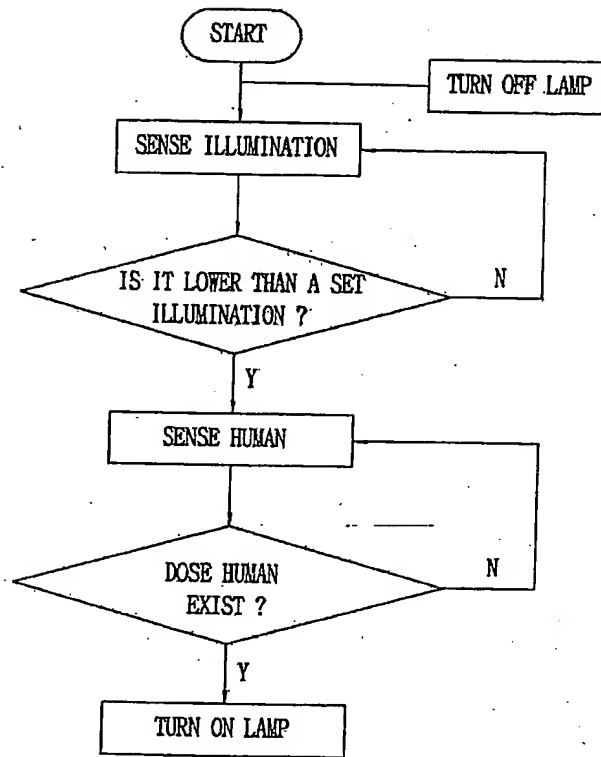 START
TURN OFF LAMP
SENSE ILLUMINATION
IS IT LOWER THAN A SET
ILLUMINATION ?
N
Y
SENSE HUMAN
DOSE HUMAN
EXIST ?
N
Y
TURN ON LAMP